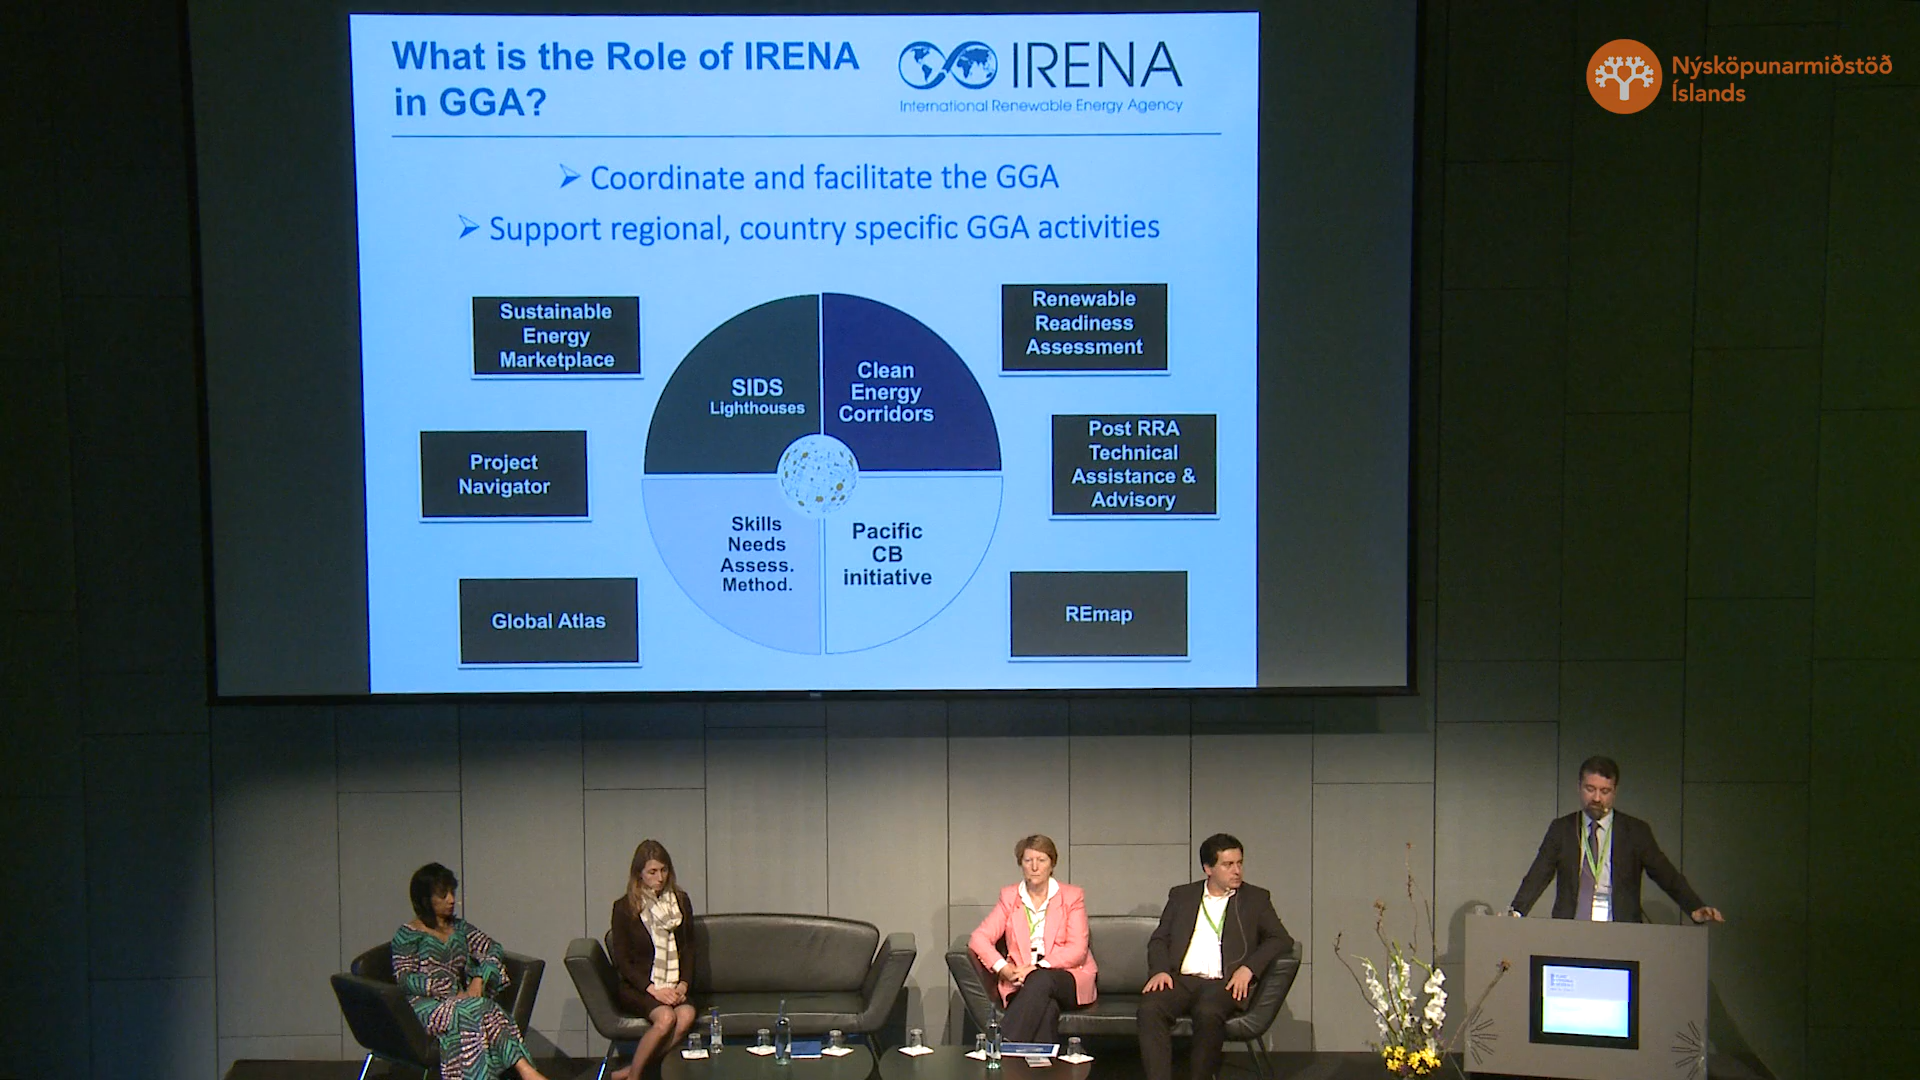 What is the Role of IRENA
in GGA?
IRENA
International Renewable Energy Agency
Nýsköpunarmiðstöð
Íslands
➢ Coordinate and facilitate the GGA
➢ Support regional, country specific GGA activities
Sustainable
Energy
Marketplace
Project
Navigator
Global Atlas
SIDS
Lighthouses
Clean
Energy
Corridors
Skills
Needs
Assess.
Method.
Pacific
CB
initiative
Renewable
Readiness
Assessment
Post RRA
Technical
Assistance &
Advisory
REmap